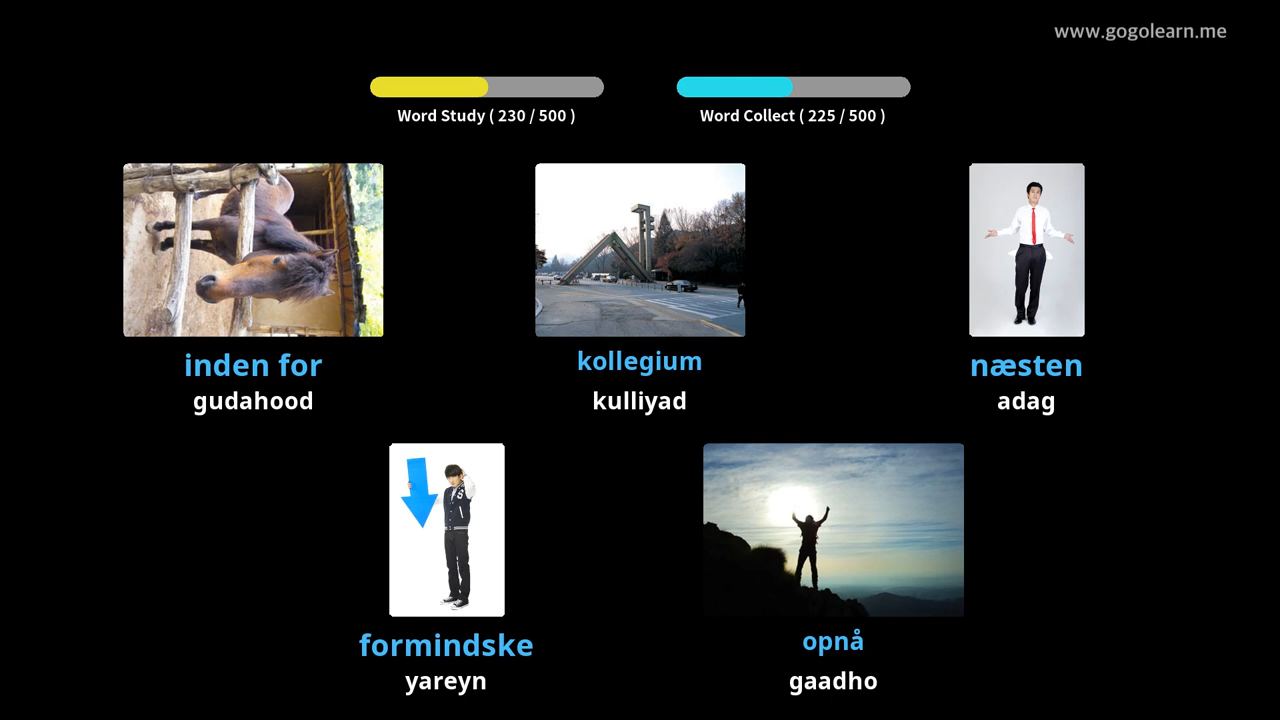 www.gogolearn.me
Word Study ( 230 / 500 )
Word Collect ( 225 / 500 )
inden for
gudahood
kollegium
kulliyad
næsten
adag
formindske
yareyn
opnå
gaadho